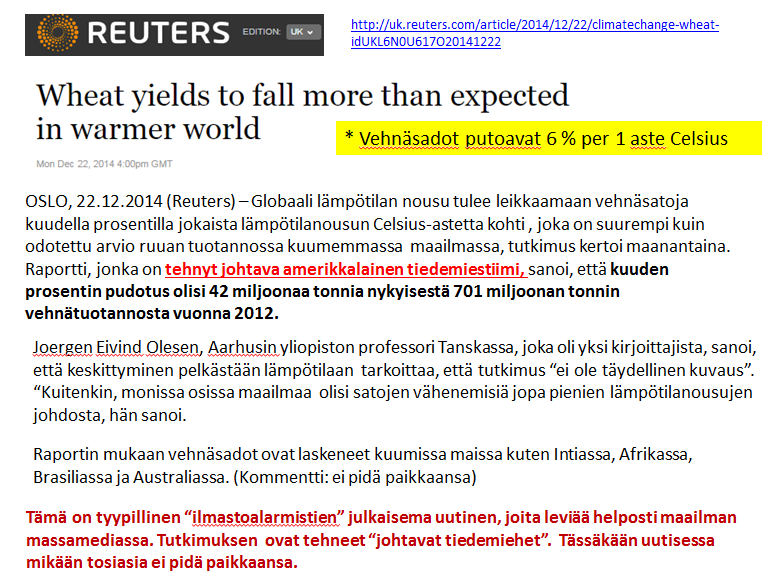 REUTERS EDITION: UK
http://uk.reuters.com/article/2014/12/22/climatechange-wheat-
idUKL6N0U617O20141222
Wheat yields to fall more than expected
in warmer world
* Vehnäsadot putoavat 6 % per 1 aste Celsius
Mon Dec 22, 2014 4:00pm GMT
OSLO, 22.12.2014 (Reuters) – Globaali lämpötilan nousu tulee leikkaamaan vehnäsatoja
kuudella prosentilla jokaista lämpötilanousun Celsius-astetta kohti , joka on suurempi kuin
odotettu arvio ruuan tuotannossa kuumemmassa maailmassa, tutkimus kertoi maanantaina.
Raportti, jonka on tehnyt johtava amerikkalainen tiedemiestiimi, sanoi, että kuuden
prosentin pudotus olisi 42 miljoonaa tonnia nykyisestä 701 miljoonan tonnin
vehnätuotannosta vuonna 2012.
Joergen Eivind Olesen, Aarhusin yliopiston professori Tanskassa, joka oli yksi kirjoittajista, sanoi,
että keskittyminen pelkästään lämpötilaan tarkoittaa, että tutkimus “ei ole täydellinen kuvaus”.
“Kuitenkin, monissa osissa maailmaa olisi satojen vähenemisiä jopa pienien lämpötilanousujen
johdosta, hän sanoi.
Raportin mukaan vehnäsadot ovat laskeneet kuumissa maissa kuten Intiassa, Afrikassa,
Brasiliassa ja Australiassa. (Kommentti: ei pidä paikkaansa)
Tämä on tyypillinen “ilmastoalarmistien” julkaisema uutinen, joita leviää helposti maailman
massamediassa. Tutkimuksen ovat tehneet “johtavat tiedemiehet”. Tässäkään uutisessa
mikään tosiasia ei pidä paikkaansa.